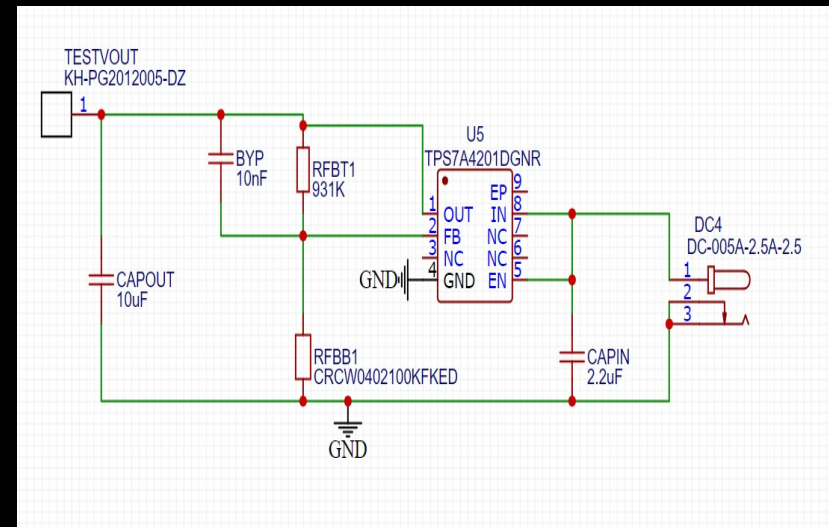 TESTVOUT
KH-PG2012005-DZ
1
BYP
10nF
RFBT1
931K
U5
TPS7A4201DGNR
EP 9
1 OUT IN 8
2 FB NC 7
3 NC NC 6
4 GND EN 5
GND
DC4
DC-005A-2.5A-2.5
1
2
3
CAPOUT
10uF
RFBB1
CRCW0402100KFKED
CAPIN
2.2uF
GND